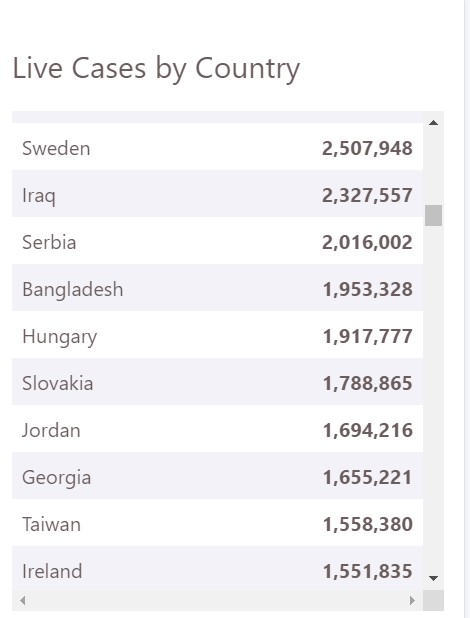 Live Cases by Country
Sweden 2,507,948
Iraq 2,327,557
Serbia 2,016,002
Bangladesh 1,953,328
Hungary 1,917,777
Slovakia 1,788,865
Jordan 1,694,216
Georgia 1,655,221
Taiwan 1,558,380
Ireland 1,551,835